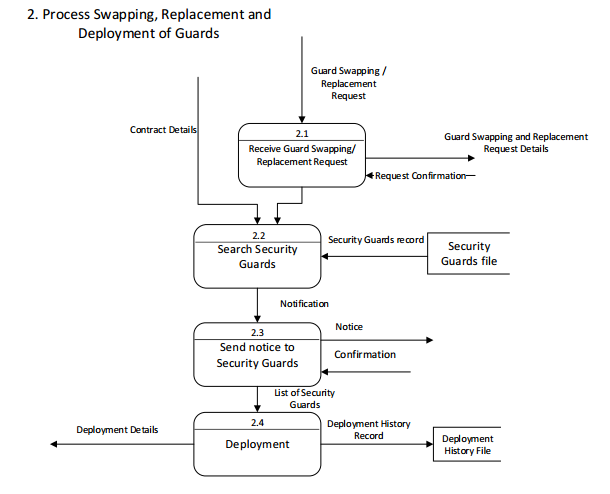 2. Process Swapping, Replacement and
Deployment of Guards
Guard Swapping /
Replacement
Request
Contract Details
2.1
Receive Guard Swapping/
Replacement Request
Guard Swapping and Replacement
Request Details
Request Confirmation
2.2
Search Security
Guards
Security Guards record
Security
Guards file
Notification
2.3
Send notice to
Security Guards
Notice
Confirmation
List of Security
Guards
2.4
Deployment
Deployment Details
Deployment History
Record
Deployment
History File